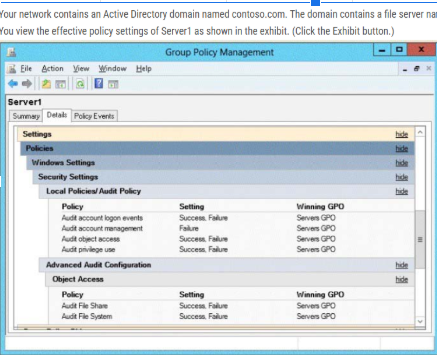 Your network contains an Active Directory domain named contoso.com. The domain contains a file server na
You view the effective policy settings of Server1 as shown in the exhibit. (Click the Exhibit button.)
Group Policy Management
File Action View Window Help
Server1
Summary Details Policy Events
Settings hide
Policies hide
Windows Settings hide
Security Settings hide
Local Policies/Audit Policy hide
Policy Setting Winning GPO
Audit account logon events Success, Failure Servers GPO
Audit account management Failure Servers GPO
Audit object access Success, Failure Servers GPO
Audit privilege use Success, Failure Servers GPO
Advanced Audit Configuration hide
Object Access hide
Policy Setting Winning GPO
Audit File Share Success, Failure Servers GPO
Audit File System Success, Failure Servers GPO